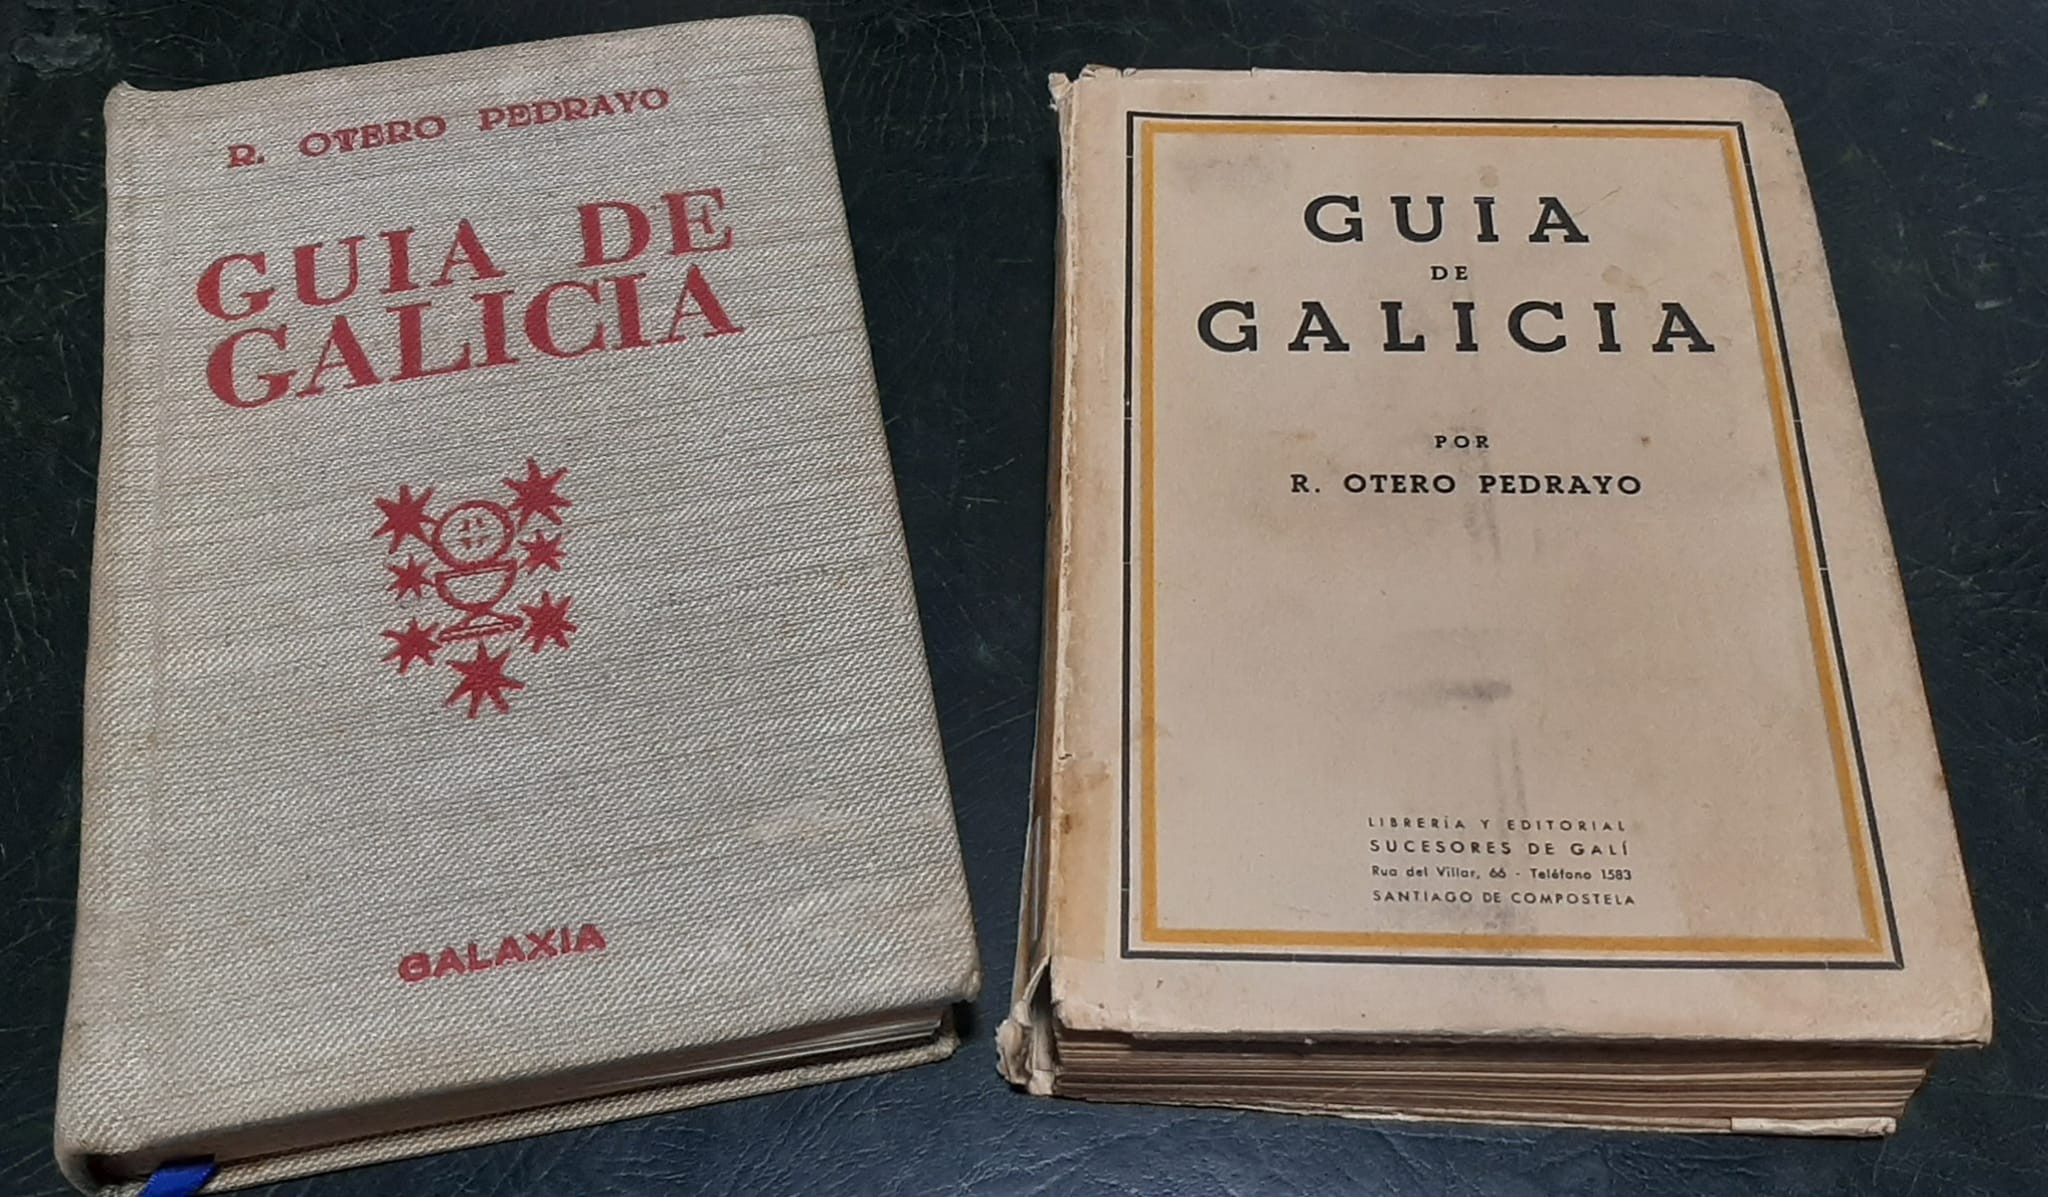 R. OTERO PEDRAYO
GUIA DE
GALICIA
GALAXIA
GUIA
DE
GALICIA
POR
R. OTERO PEDRAYO
LIBRERÍA Y EDITORIAL
SUCESORES DE GALÍ
Rua del Villar, 66 - Teléfono 1583
SANTIAGO DE COMPOSTELA